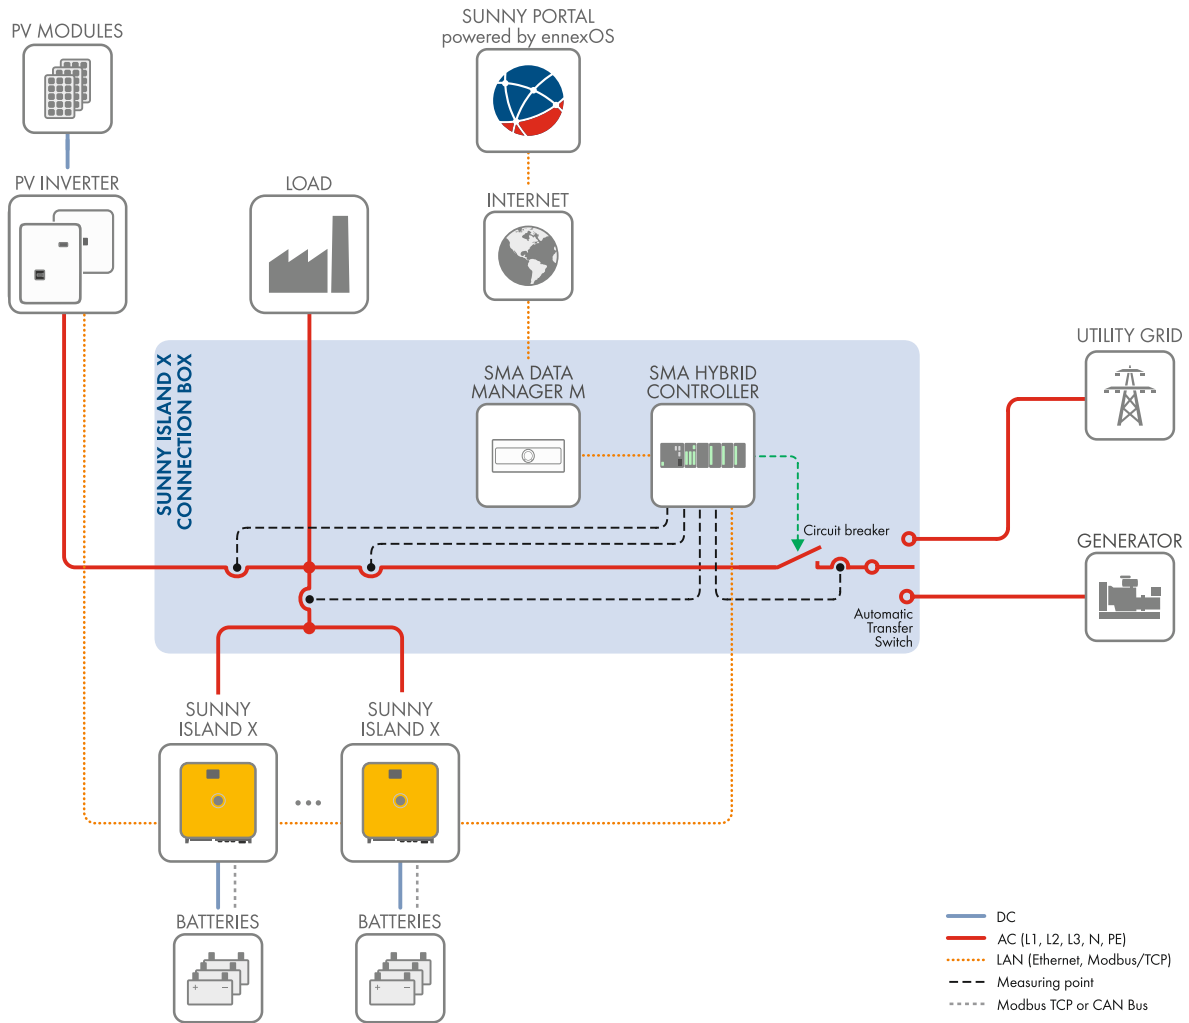 PV MODULES
SUNNY PORTAL
powered by ennexOS
PV INVERTER
LOAD
INTERNET
UTILITY GRID
SUNNY ISLAND X
CONNECTION BOX
SMA DATA
MANAGER M
SMA HYBRID
CONTROLLER
Circuit breaker
GENERATOR
Automatic
Transfer
Switch
SUNNY
ISLAND X
SUNNY
ISLAND X
BATTERIES
BATTERIES
DC
AC (L1, L2, L3, N, PE)
LAN (Ethernet, Modbus/TCP)
Measuring point
Modbus TCP or CAN Bus